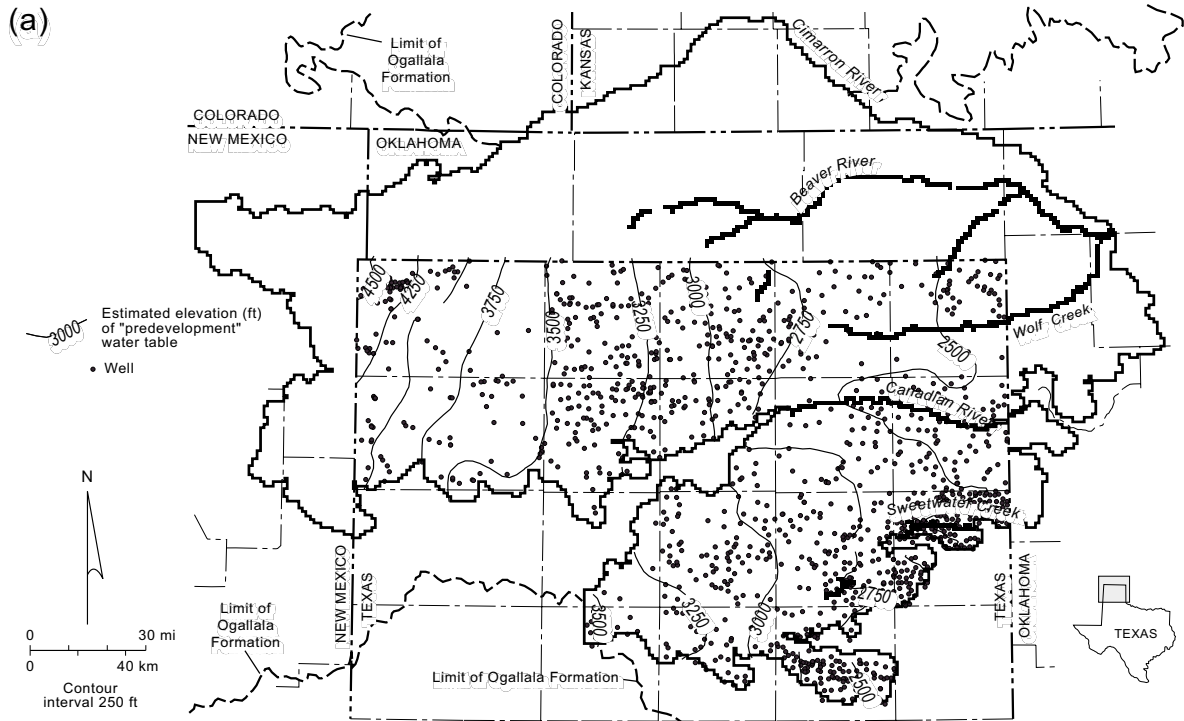 (a)
Limit of
Ogallala
Formation
COLORADO
KANSAS
Cimarron River
COLORADO
NEW MEXICO
OKLAHOMA
Beaver River
4500
4250
3750
3500
3250
3000
2750
2500
3000
Estimated elevation (ft)
of "predevelopment"
water table
Well
Wolf Creek
Canadian River
N
Sweetwater Creek
NEW MEXICO
TEXAS
TEXAS
OKLAHOMA
2750
3500
3250
3000
2500
Limit of
Ogallala
Formation
0 30 mi
0 40 km
Contour
interval 250 ft
Limit of Ogallala Formation
TEXAS